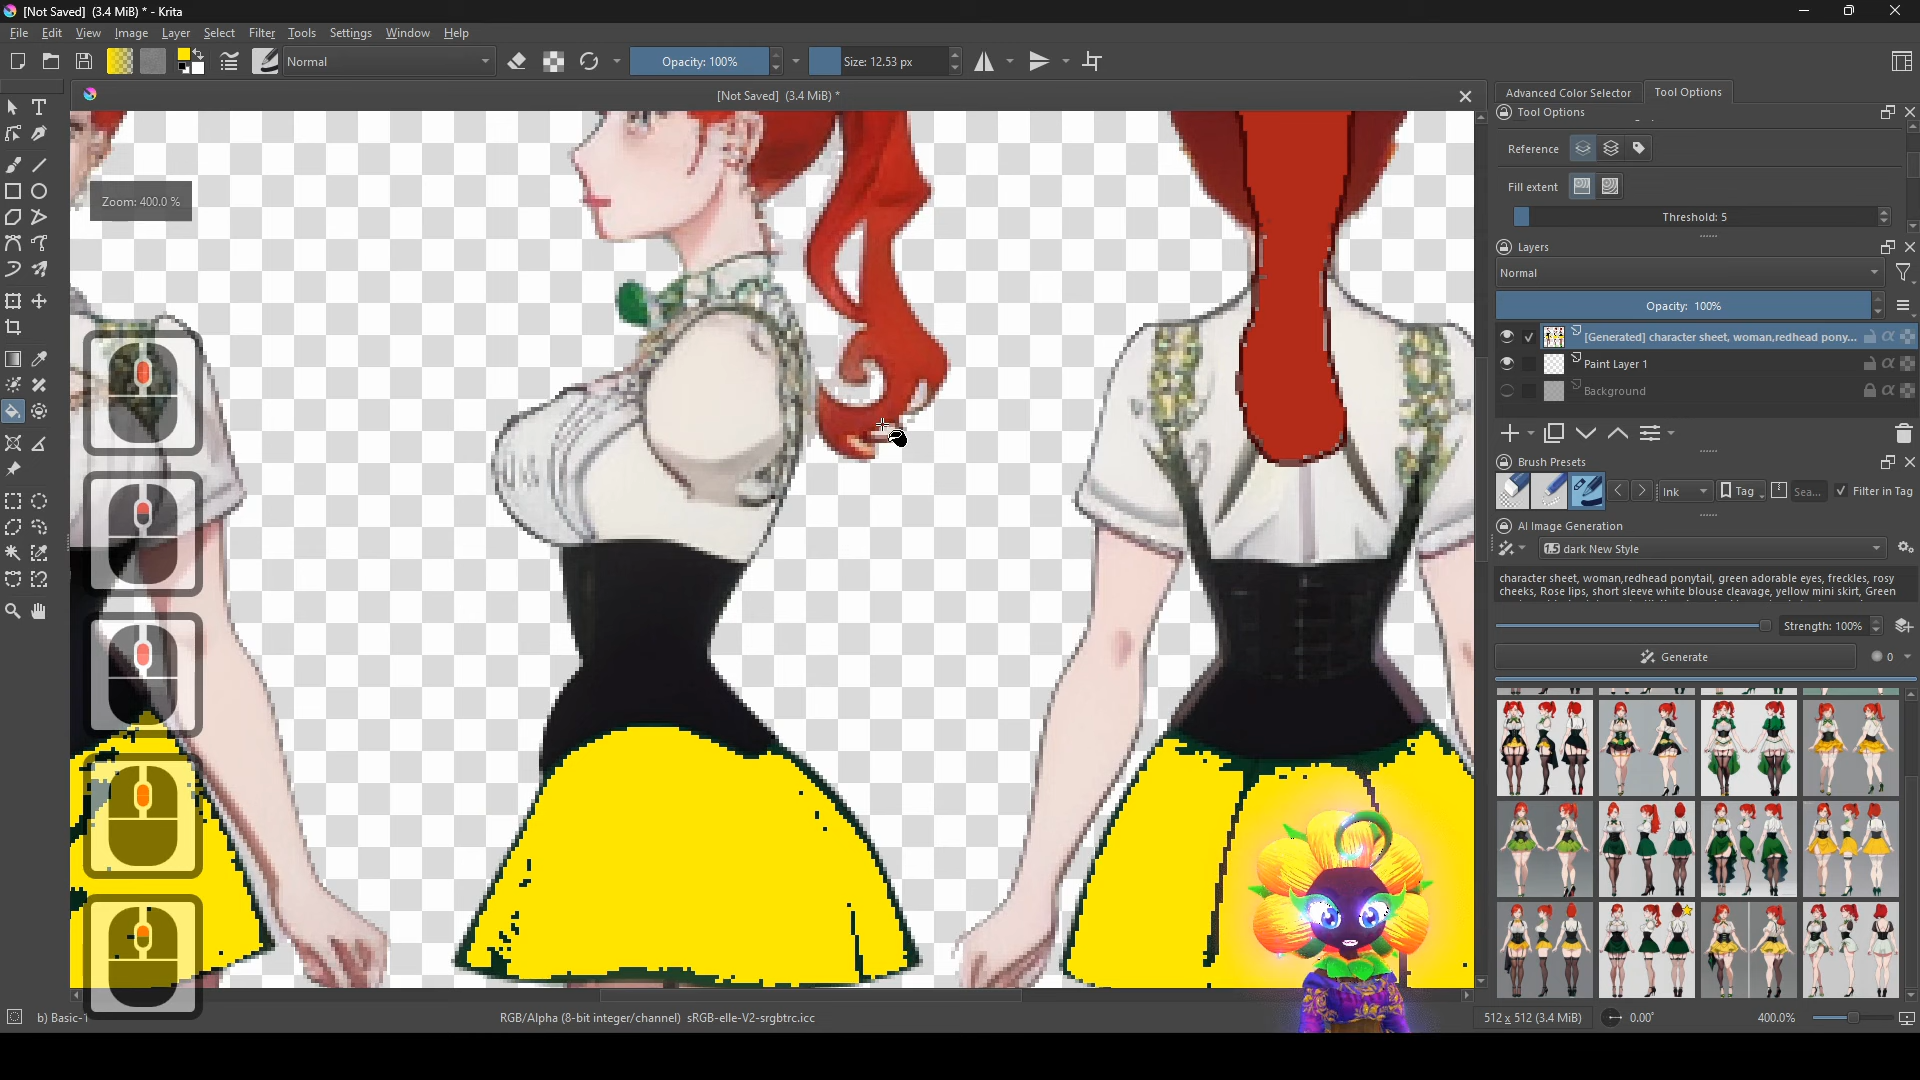 [Not Saved] (3.4 MiB) * - Krita
File Edit View Image Layer Select Filter Tools Settings Window Help
Normal
Opacity: 100%
Size: 12.53 px
[Not Saved] (3.4 MiB) *
Advanced Color Selector
Tool Options
Tool Options
Reference
Zoom: 400.0 %
Fill extent
Threshold: 5
Layers
Normal
Opacity: 100%
[Generated] character sheet, woman,redhead pony...
Paint Layer 1
Background
Brush Presets
Ink
Tag
Sea...
Filter in Tag
AI Image Generation
1.5 dark New Style
character sheet, woman,redhead ponytail, green adorable eyes, freckles, rosy
cheeks, Rose lips, short sleeve white blouse cleavage, yellow mini skirt, Green
Strength: 100%
Generate
0
b) Basic-
RGB/Alpha (8-bit integer/channel) sRGB-elle-V2-srgbtrc.icc
512 x 512 (3.4 MiB)
0.00°
400.0%